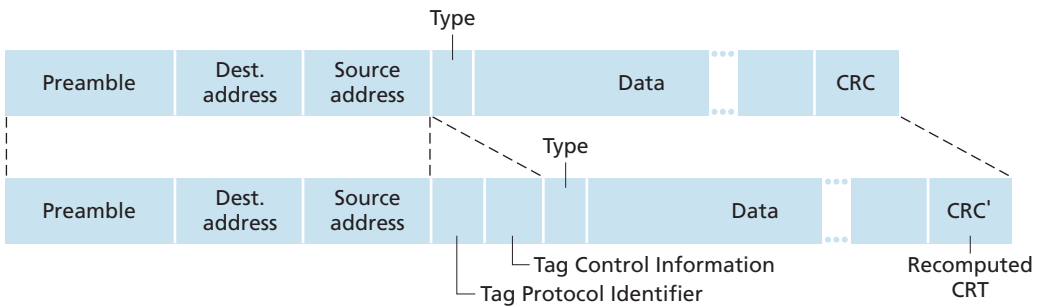 Type
Preamble
Dest.
address
Source
address
Data
CRC
Type
Preamble
Dest.
address
Source
address
Data
CRC'
Tag Control Information
Tag Protocol Identifier
Recomputed
CRT